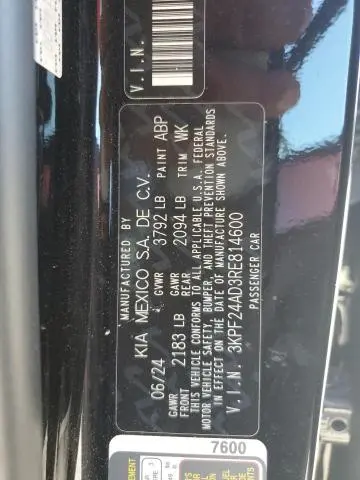 MANUFACTURED BY
KIA MEXICO S.A. DE C.V.
06/24 GVWR 3792 LB PAINT ABP
GAWR FRONT 2183 LB GAWR REAR 2094 LB TRIM WK
THIS VEHICLE CONFORMS TO ALL APPLICABLE U.S.A. FEDERAL
MOTOR VEHICLE SAFETY, BUMPER, AND THEFT PREVENTION STANDARDS
IN EFFECT ON THE DATE OF MANUFACTURE SHOWN ABOVE.
V.I.N. 3KPF24AD3RE814600
PASSENGER CAR
V.I.N.
7600